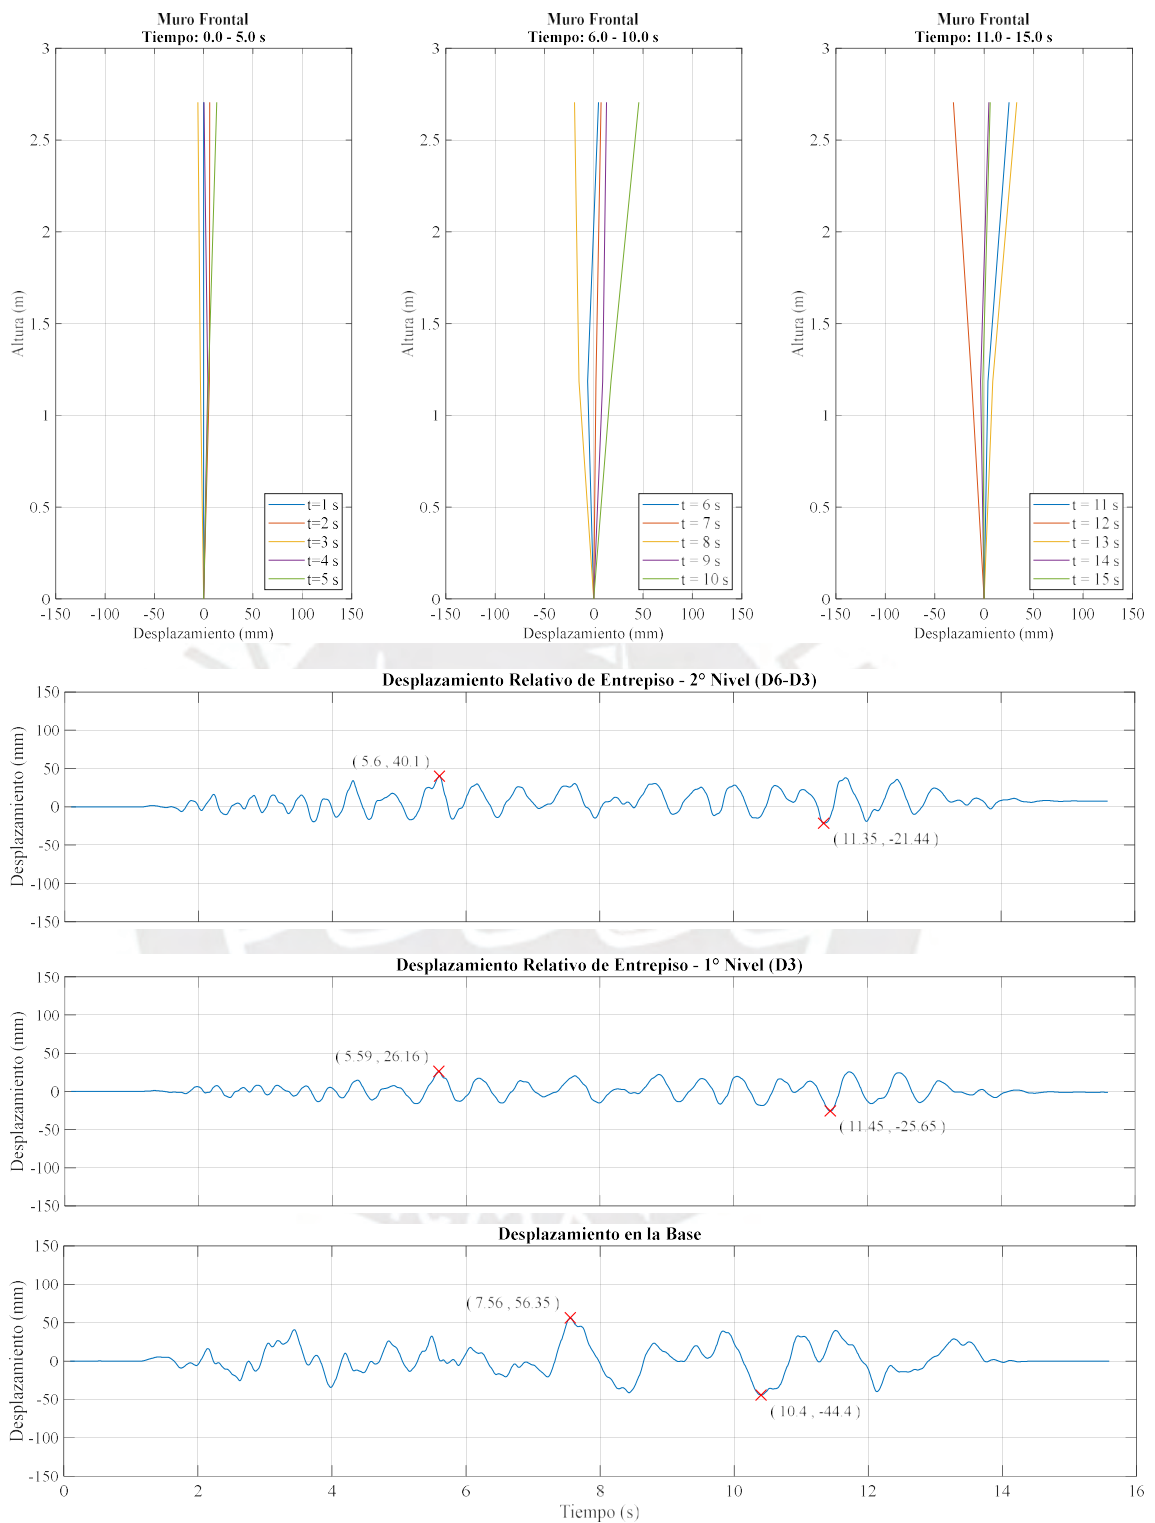 Muro Frontal
Tiempo: 0.0 - 5.0 s
3
2.5
2
1.5
1
0.5
0
Altura (m)
t=1 s
t=2 s
t=3 s
t=4 s
t=5 s
-150 -100 -50 0 50 100 150
Desplazamiento (mm)
Muro Frontal
Tiempo: 6.0 - 10.0 s
3
2.5
2
1.5
1
0.5
0
Altura (m)
t = 6 s
t = 7 s
t = 8 s
t = 9 s
t = 10 s
-150 -100 -50 0 50 100 150
Desplazamiento (mm)
Muro Frontal
Tiempo: 11.0 - 15.0 s
3
2.5
2
1.5
1
0.5
0
Altura (m)
t = 11 s
t = 12 s
t = 13 s
t = 14 s
t = 15 s
-150 -100 -50 0 50 100 150
Desplazamiento (mm)
Desplazamiento Relativo de Entrepiso - 2° Nivel (D6-D3)
150
100
50
0
-50
-100
-150
Desplazamiento (mm)
( 5.6 , 40.1 )
( 11.35 , -21.44 )
Desplazamiento Relativo de Entrepiso - 1° Nivel (D3)
150
100
50
0
-50
-100
-150
Desplazamiento (mm)
( 5.59 , 26.16 )
( 11.45 , -25.65 )
Desplazamiento en la Base
150
100
50
0
-50
-100
-150
Desplazamiento (mm)
( 7.56 , 56.35 )
( 10.4 , -44.4 )
0 2 4 6 8 10 12 14 16
Tiempo (s)